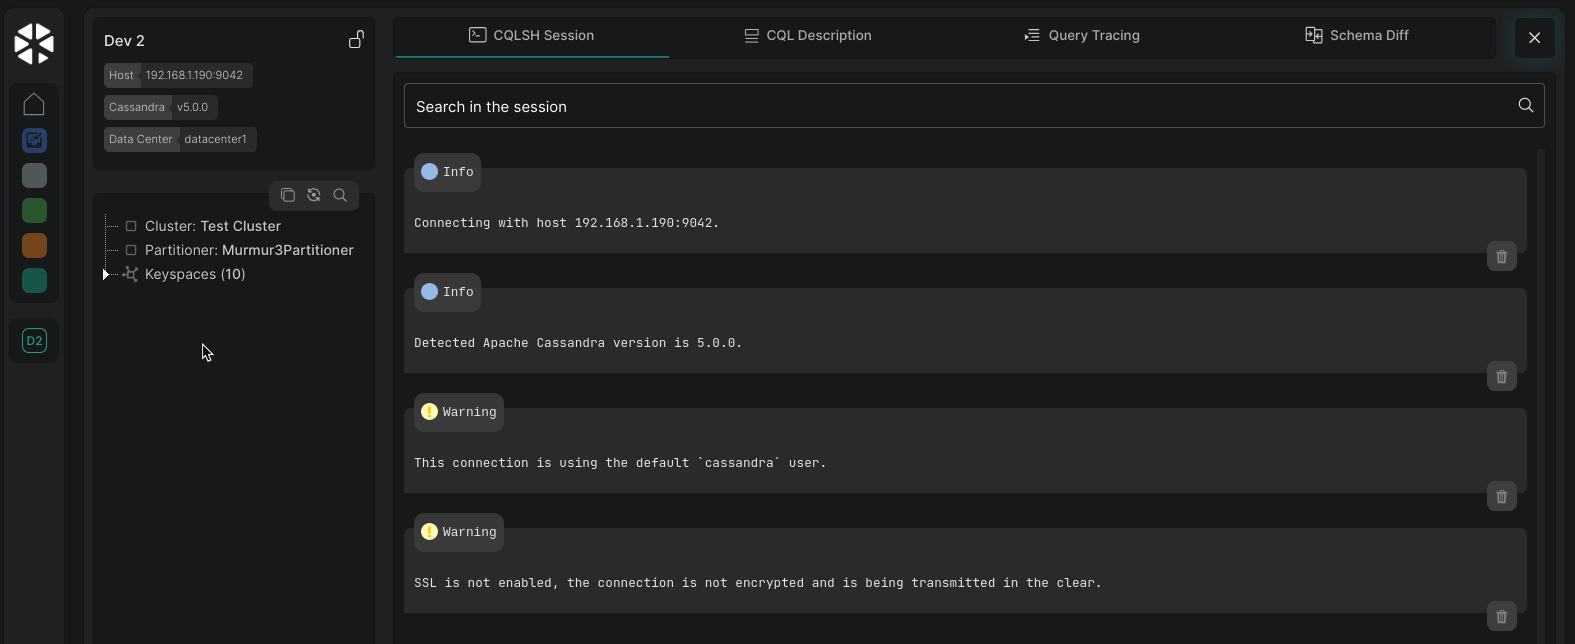 Dev 2
Host 192.168.1.190:9042
Cassandra v5.0.0
Data Center datacenter1
Cluster: Test Cluster
Partitioner: Murmur3Partitioner
Keyspaces (10)
D2
CQLSH Session
CQL Description
Query Tracing
Schema Diff
Search in the session
Info
Connecting with host 192.168.1.190:9042.
Info
Detected Apache Cassandra version is 5.0.0.
Warning
This connection is using the default `cassandra` user.
Warning
SSL is not enabled, the connection is not encrypted and is being transmitted in the clear.